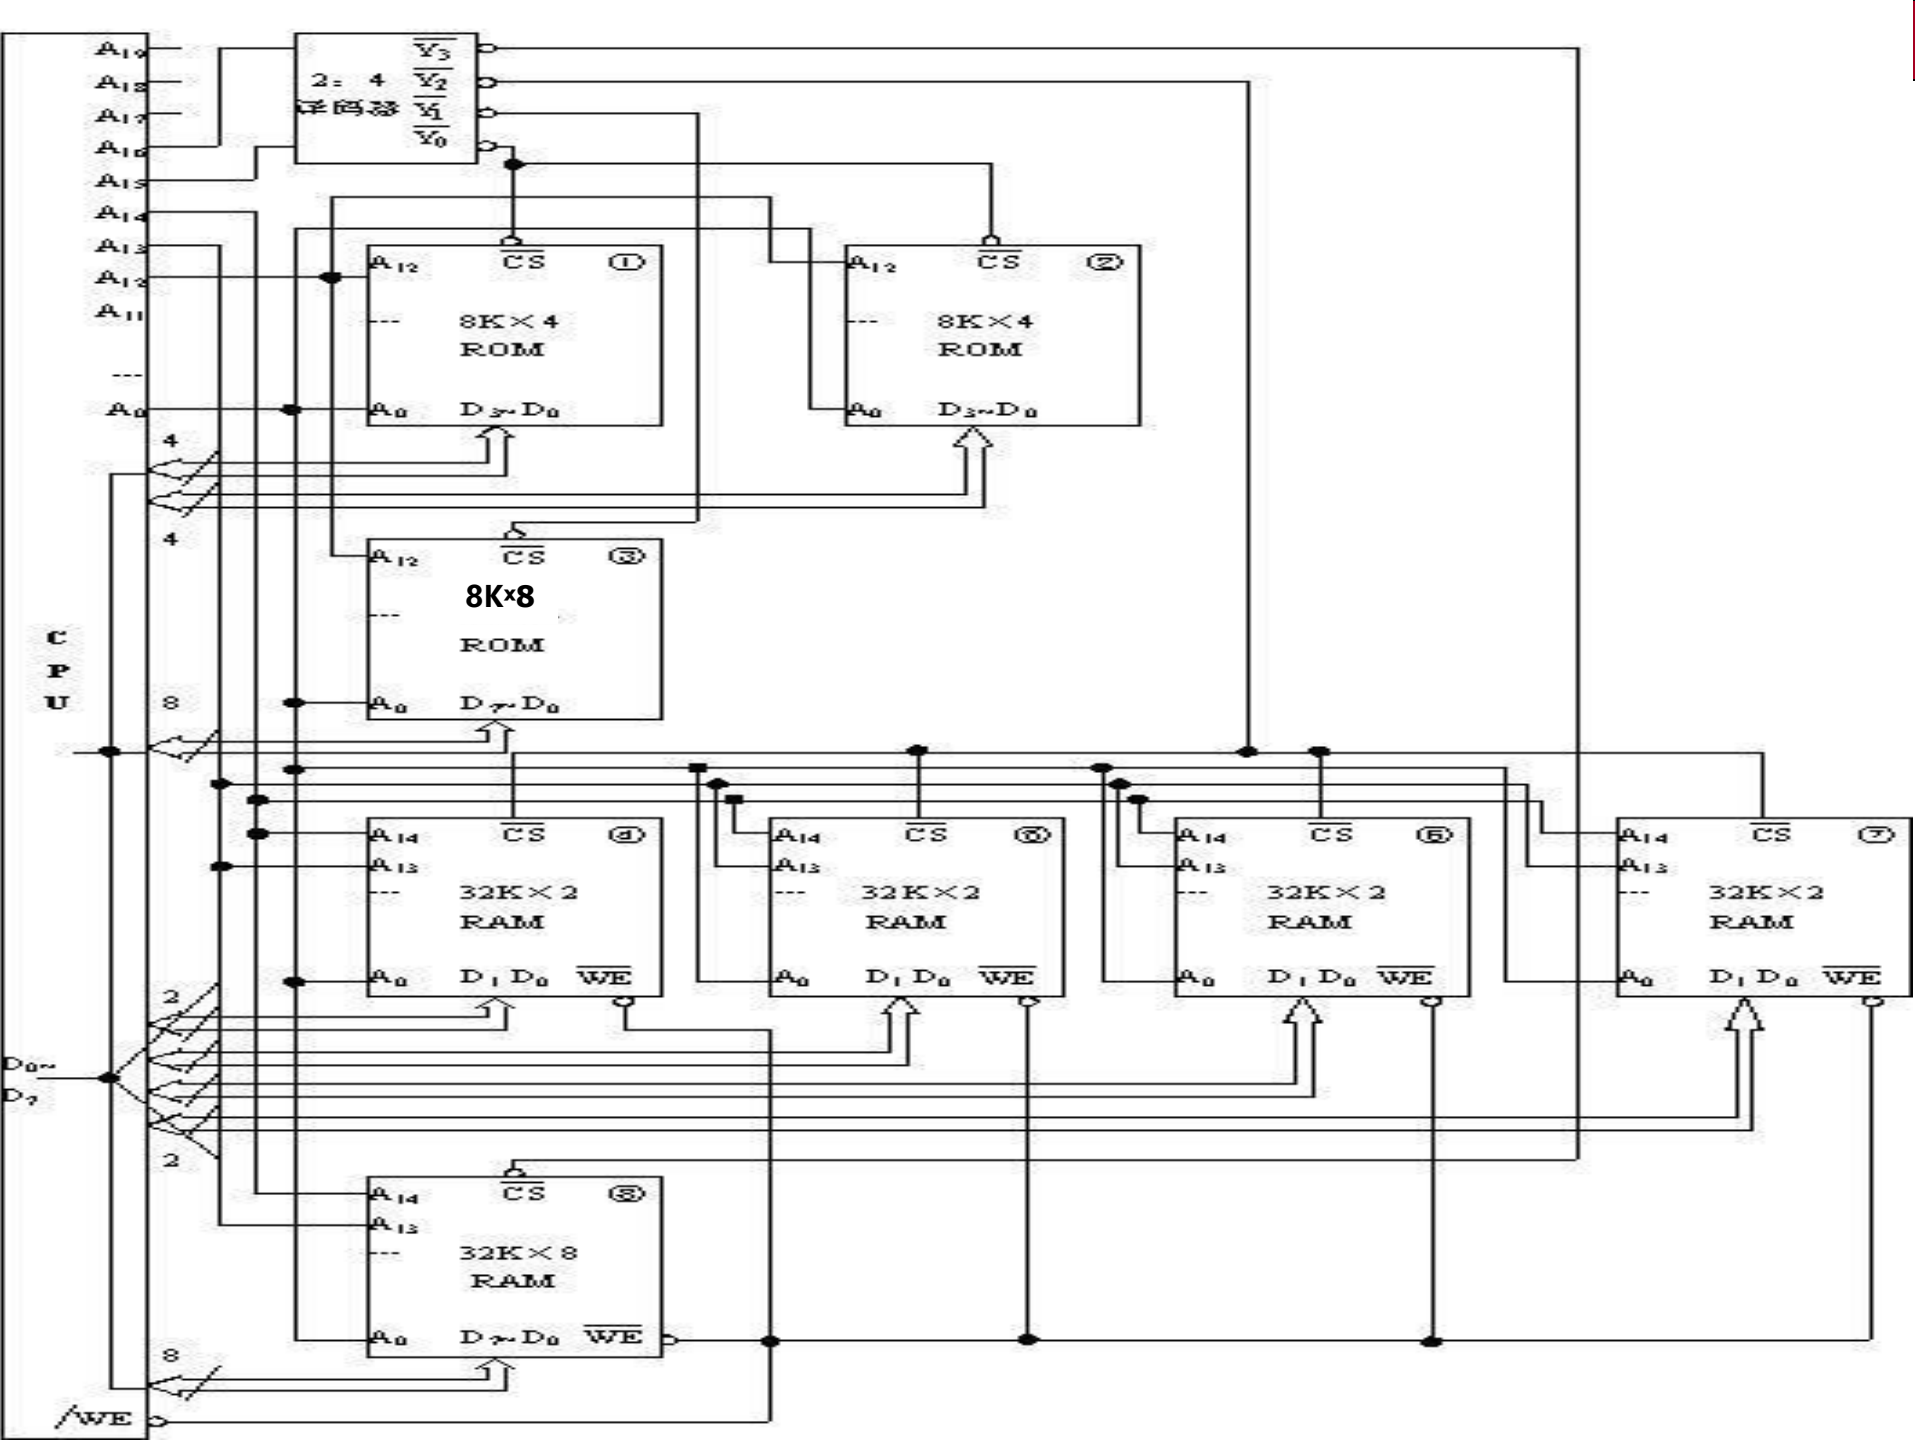 A19
A18
A17
A16
A15
A14
A13
A12
A11
---
A0
4
4
8
C
P
U
2
D0~
D7
2
8
/WE
2:4
译码器
Y3
Y2
Y1
Y0
A12 CS ①
--- 8K×4
ROM
A0 D3~D0
A12 CS ②
--- 8K×4
ROM
A0 D3~D0
A12 CS ③
8K×8
---
ROM
A0 D7~D0
A14 CS ④
A13
--- 32K×2
RAM
A0 D1 D0 WE
A14 CS ⑤
A13
--- 32K×2
RAM
A0 D1 D0 WE
A14 CS ⑥
A13
--- 32K×2
RAM
A0 D1 D0 WE
A14 CS ⑦
A13
--- 32K×2
RAM
A0 D1 D0 WE
A14 CS ⑧
A13
--- 32K×8
RAM
A0 D7~D0 WE